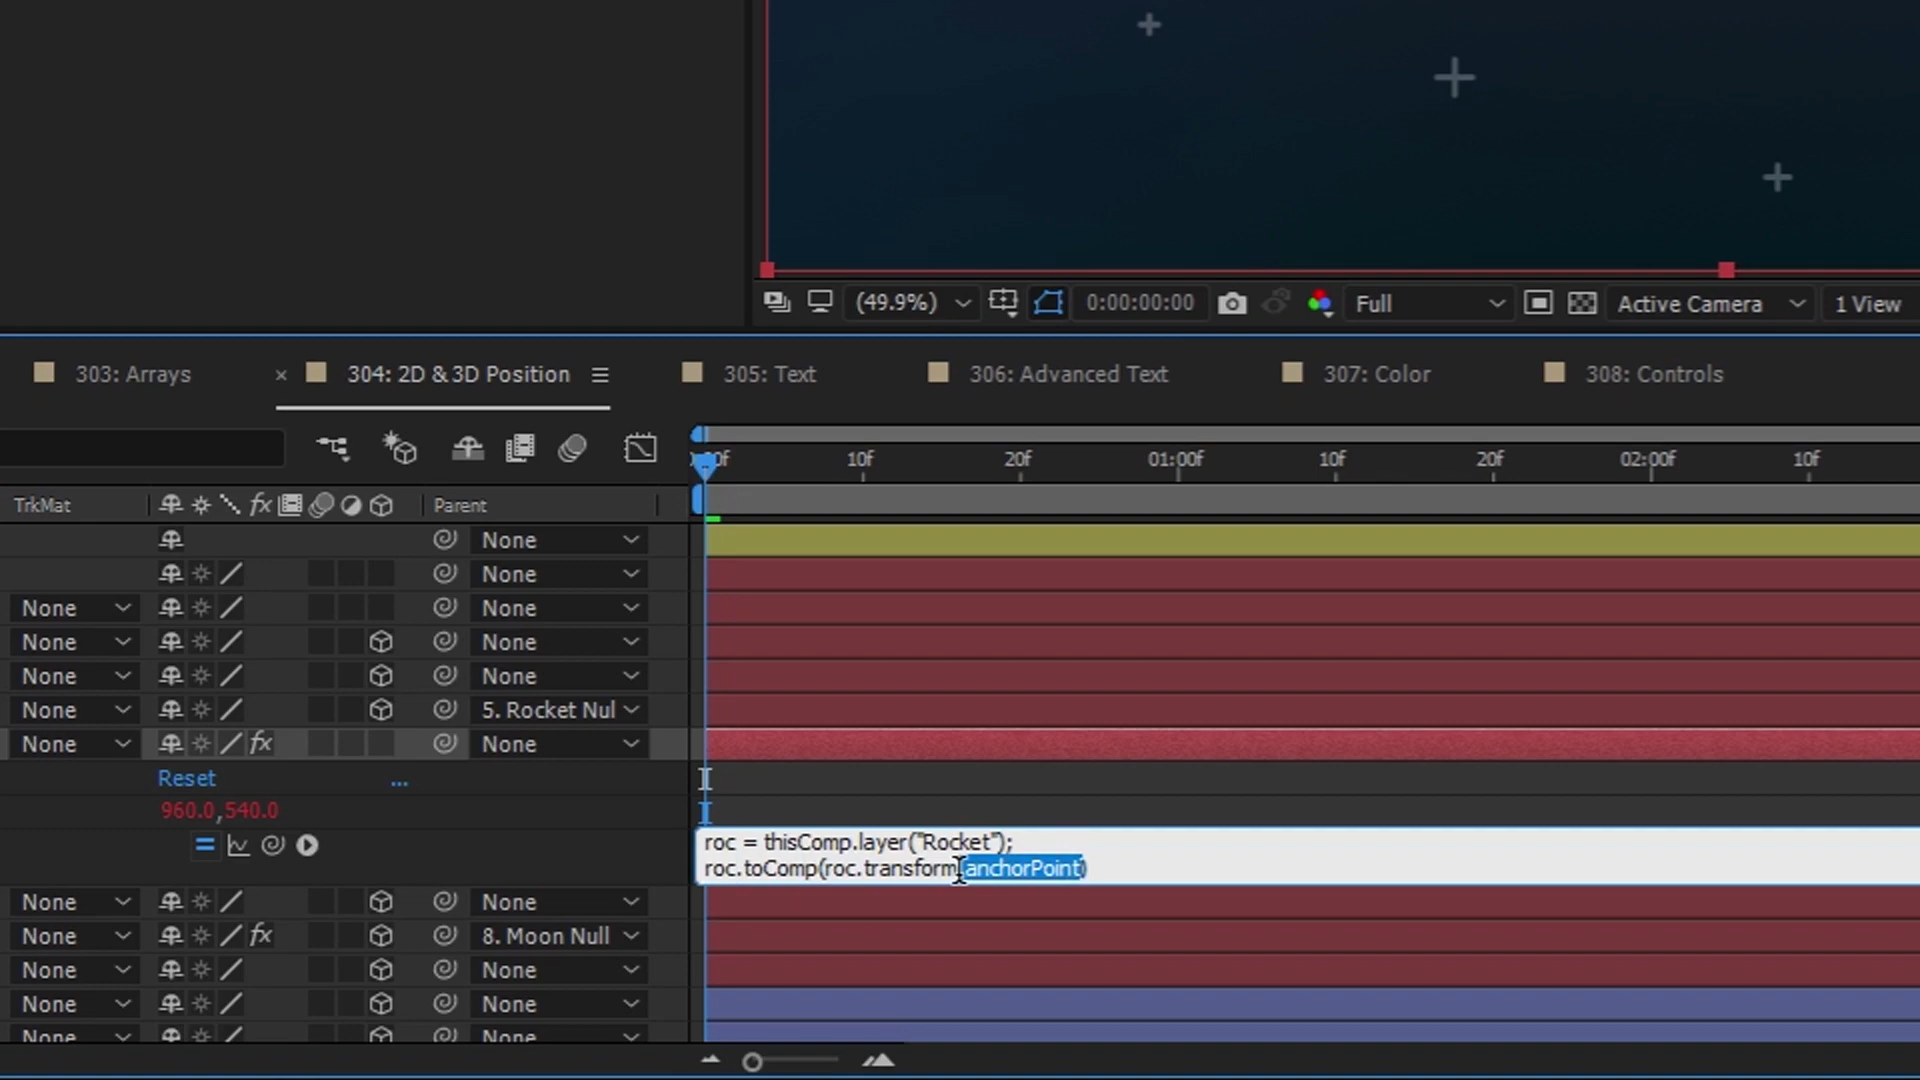 (49.9%) 0:00:00:00 Full Active Camera 1 View
303: Arrays × 304: 2D & 3D Position 305: Text 306: Advanced Text 307: Color 308: Controls
10f 20f 01:00f 10f 20f 02:00f 10f
TrkMat fx Parent
None
None
None None
None None
None None
None 5. Rocket Nul
None fx None
Reset ...
960.0,540.0
roc = thisComp.layer("Rocket");
roc.toComp(roc.transform.anchorPoint)
None None
None fx 8. Moon Null
None None
None None
None None